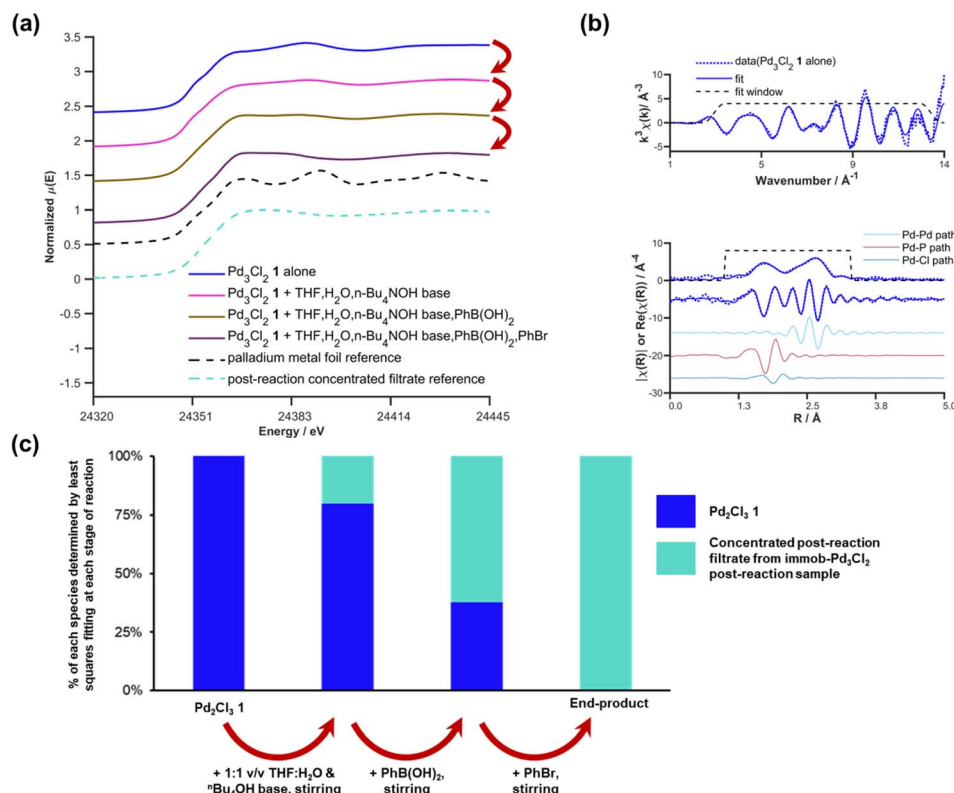 (a)
3.5
3
2.5
2
1.5
1
0.5
0
-0.5
-1
-1.5
Normalized μ(E)
Pd3Cl2 1 alone
Pd3Cl2 1 + THF,H2O,n-Bu4NOH base
Pd3Cl2 1 + THF,H2O,n-Bu4NOH base,PhB(OH)2
Pd3Cl2 1 + THF,H2O,n-Bu4NOH base,PhB(OH)2,PhBr
palladium metal foil reference
post-reaction concentrated filtrate reference
24320 24351 24383 24414 24445
Energy / eV
(b)
data(Pd3Cl2 1 alone)
fit
fit window
10
5
0
-5
k³χ(k)/ Å⁻³
1 5 9 14
Wavenumber / Å⁻¹
Pd-Pd path
Pd-P path
Pd-Cl path
10
0
-10
-20
-30
|χ(R)| or Re(χ(R)) / Å⁻⁴
0.0 1.3 2.5 3.8 5.0
R / Å
(c)
% of each species determined by least
squares fitting at each stage of reaction
100%
75%
50%
25%
0%
Pd2Cl3 1
Concentrated post-reaction
filtrate from immob-Pd3Cl2
post-reaction sample
Pd2Cl3 1
End-product
+ 1:1 v/v THF:H2O &
ⁿBu4OH base, stirring
+ PhB(OH)2,
stirring
+ PhBr,
stirring